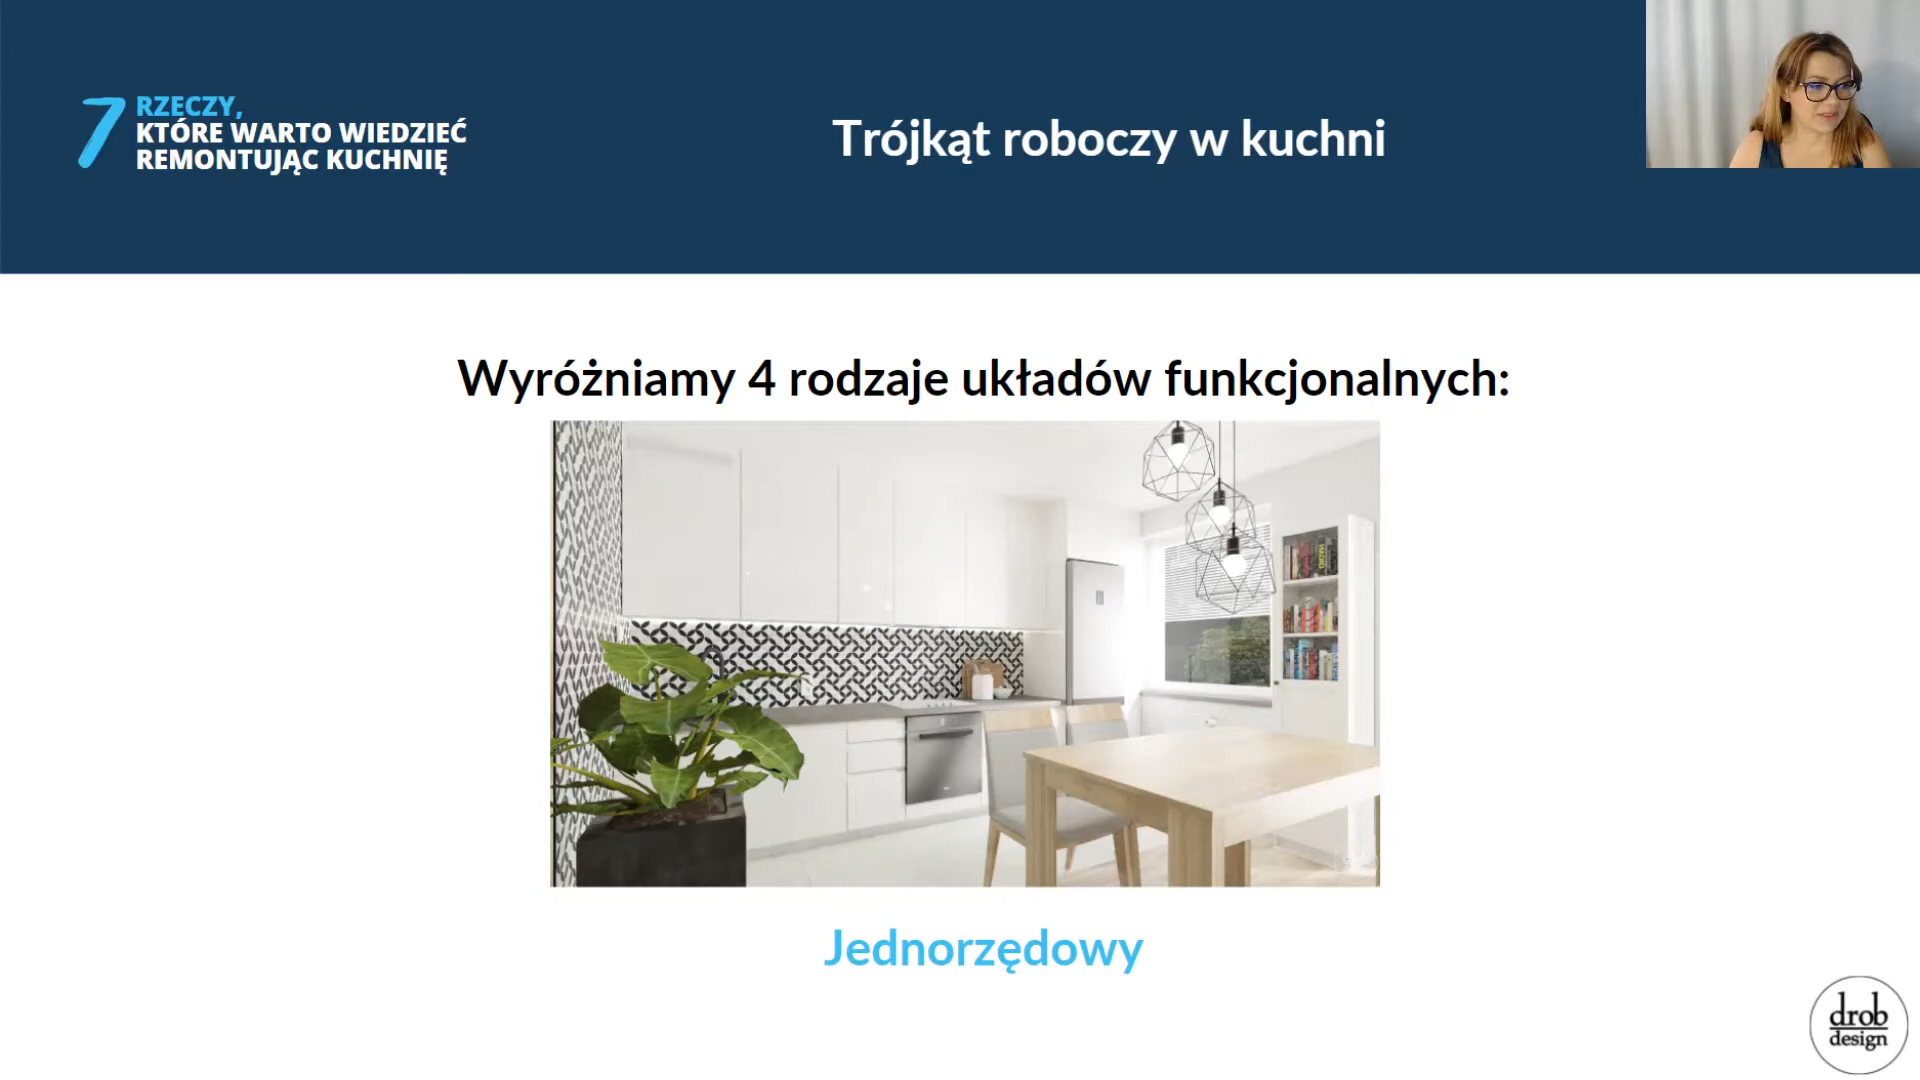 7 RZECZY,
KTÓRE WARTO WIEDZIEĆ
REMONTUJĄC KUCHNIĘ
Trójkąt roboczy w kuchni
Wyróżniamy 4 rodzaje układów funkcjonalnych:
Jednorzędowy
drob
design